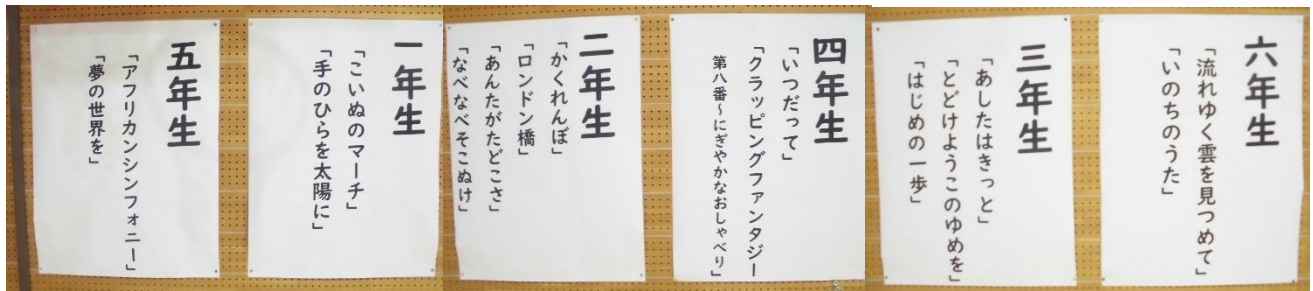 五年生
「アフリカンシンフォニー」
「夢の世界を」
一年生
「こいぬのマーチ」
「手のひらを太陽に」
二年生
「かくれんぼ」
「ロンドン橋」
「あんたがたどこさ」
「なべなべそこぬけ」
四年生
「いつだって」
「クラッピングファンタジー
第八番～にぎやかなおしゃべり」
三年生
「あしたはきっと」
「とどけようこのゆめを」
「はじめの一歩」
六年生
「流れゆく雲を見つめて」
「いのちのうた」